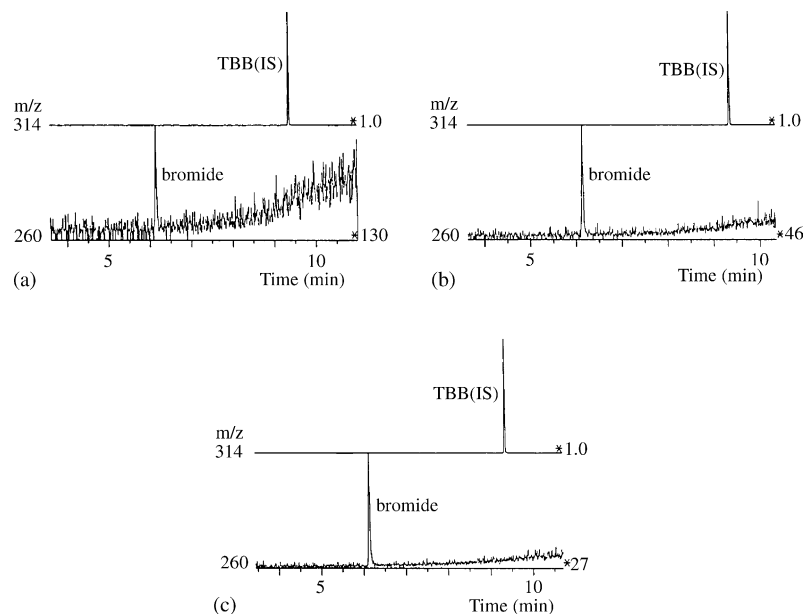 TBB(IS)
m/z
314
*1.0
bromide
260
*130
5
10
(a)
Time (min)
TBB(IS)
m/z
314
*1.0
bromide
260
*46
5
10
(b)
Time (min)
TBB(IS)
m/z
314
*1.0
bromide
260
*27
5
10
(c)
Time (min)